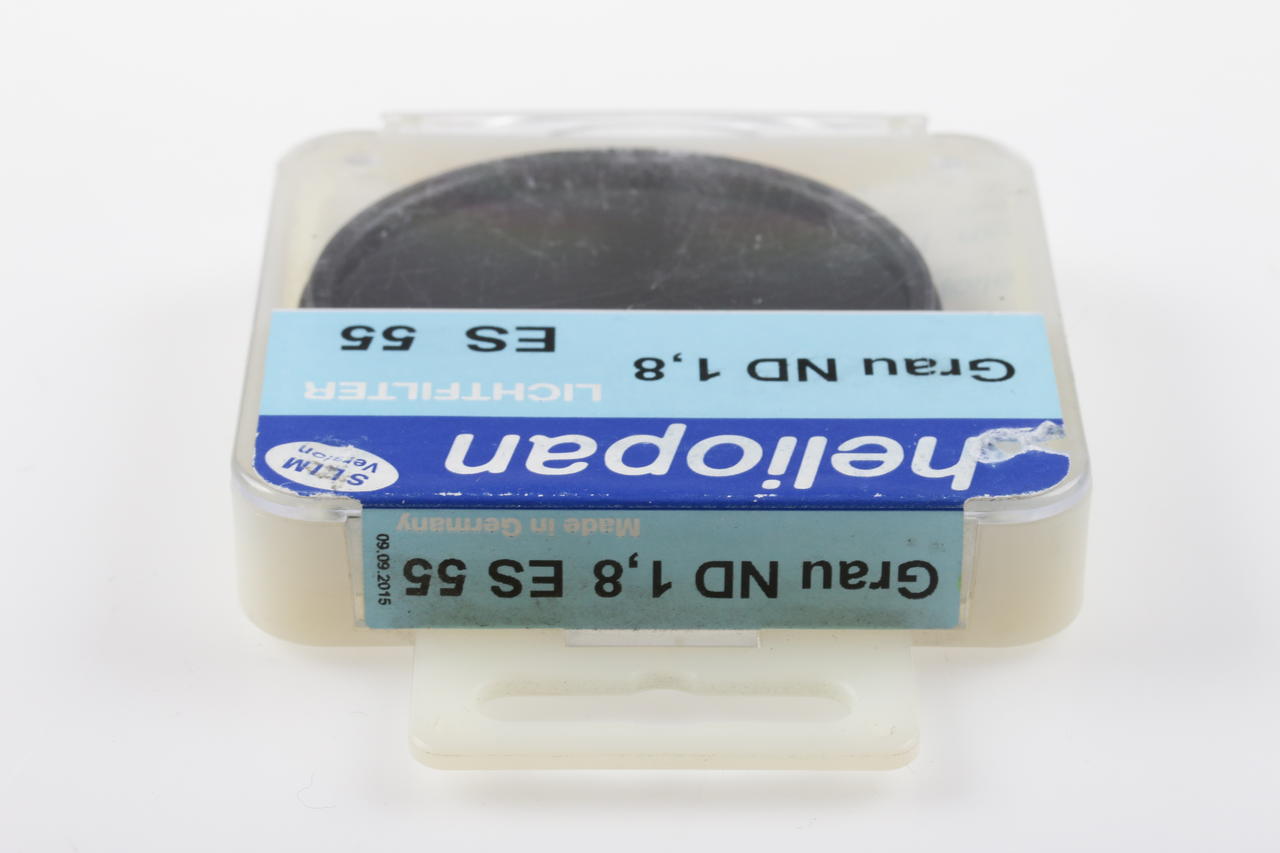 Made in Germany
Grau ND 1,8 ES 55
09.09.2015
heliopan
SLIM
Version
LICHTFILTER
Grau ND 1,8
ES 55